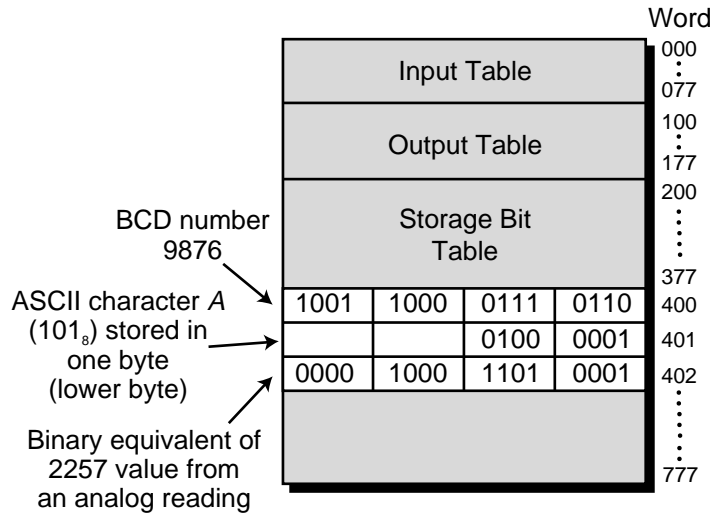 Word
Input Table
000
077
Output Table
100
177
Storage Bit
Table
200
377
BCD number
9876
1001 1000 0111 0110
400
ASCII character A
(101₈) stored in
one byte
(lower byte)
0100 0001
401
0000 1000 1101 0001
402
Binary equivalent of
2257 value from
an analog reading
777